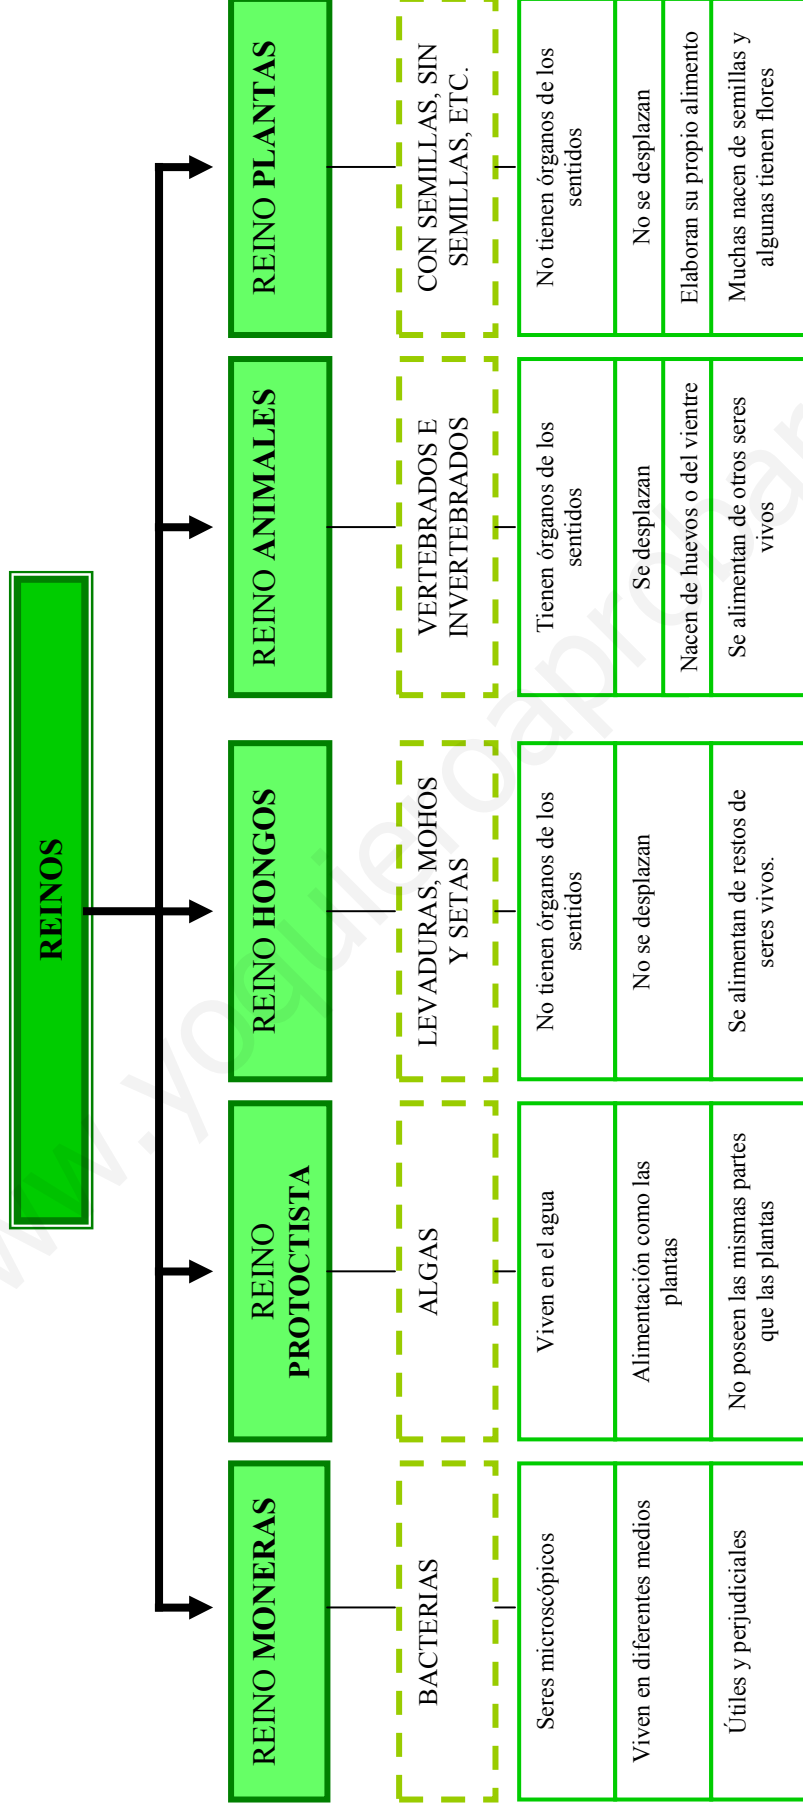 REINOS
REINO MONERAS
BACTERIAS
Seres microscópicos
Viven en diferentes medios
Útiles y perjudiciales
REINO
PROTOCTISTA
ALGAS
Viven en el agua
Alimentación como las
plantas
No poseen las mismas partes
que las plantas
REINO HONGOS
LEVADURAS, MOHOS
Y SETAS
No tienen órganos de los
sentidos
No se desplazan
Se alimentan de restos de
seres vivos.
REINO ANIMALES
VERTEBRADOS E
INVERTEBRADOS
Tienen órganos de los
sentidos
Se desplazan
Nacen de huevos o del vientre
Se alimentan de otros seres
vivos
REINO PLANTAS
CON SEMILLAS, SIN
SEMILLAS, ETC.
No tienen órganos de los
sentidos
No se desplazan
Elaboran su propio alimento
Muchas nacen de semillas y
algunas tienen flores
www.yoquieroaprobar